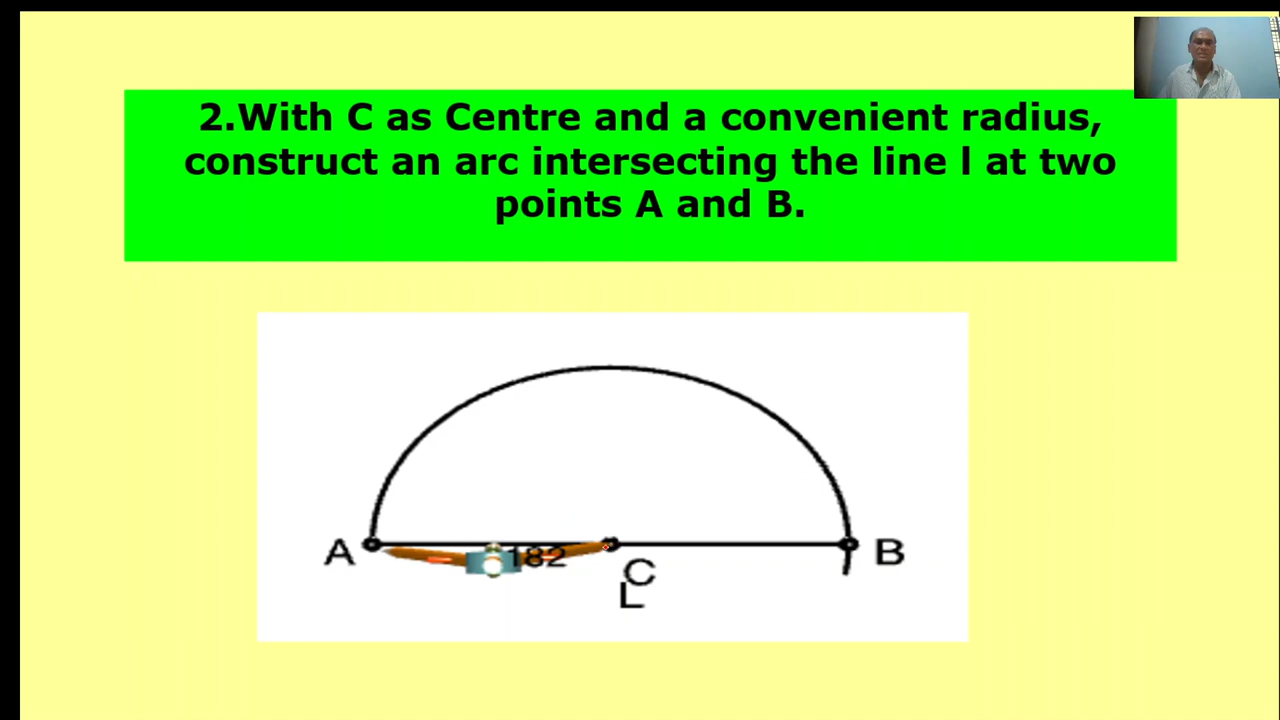 2.With C as Centre and a convenient radius,
construct an arc intersecting the line l at two
points A and B.
A
182
C
B
L